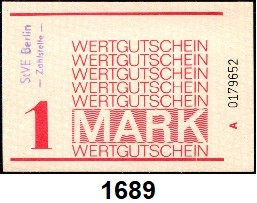 StVE Berlin
— Zahlstelle —
WERTGUTSCHEIN
WERTGUTSCHEIN
WERTGUTSCHEIN
WERTGUTSCHEIN
WERTGUTSCHEIN
1 MARK
WERTGUTSCHEIN
A 0179652
1689